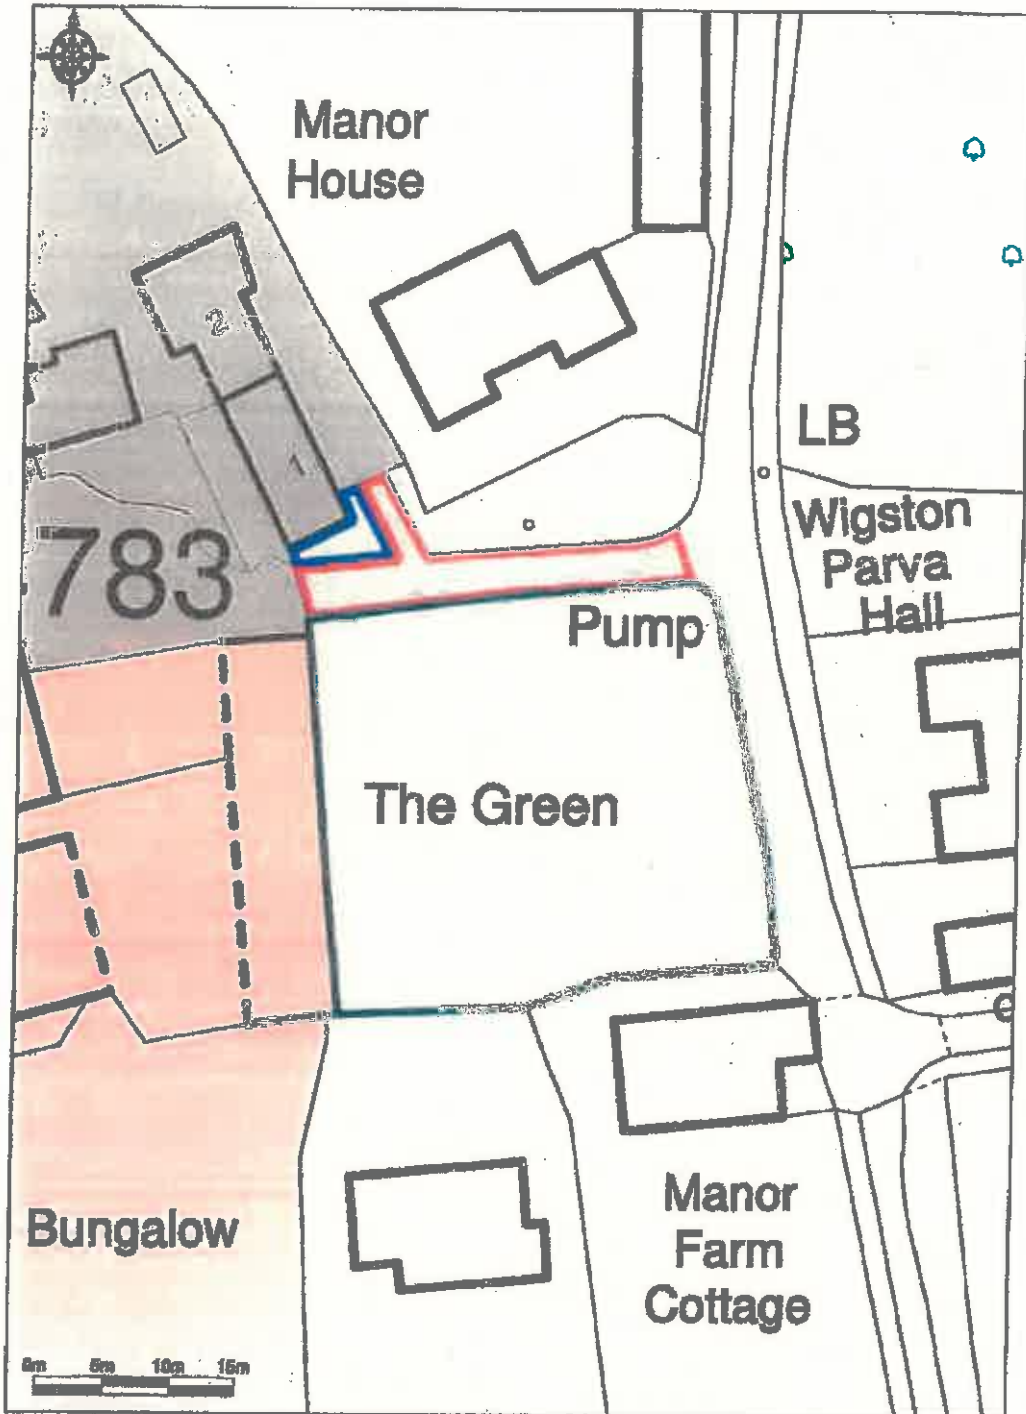 Manor
House
2
LB
1
783
Wigston
Parva
Hall
Pump
The Green
Bungalow
Manor
Farm
Cottage
0m 5m 10m 15m